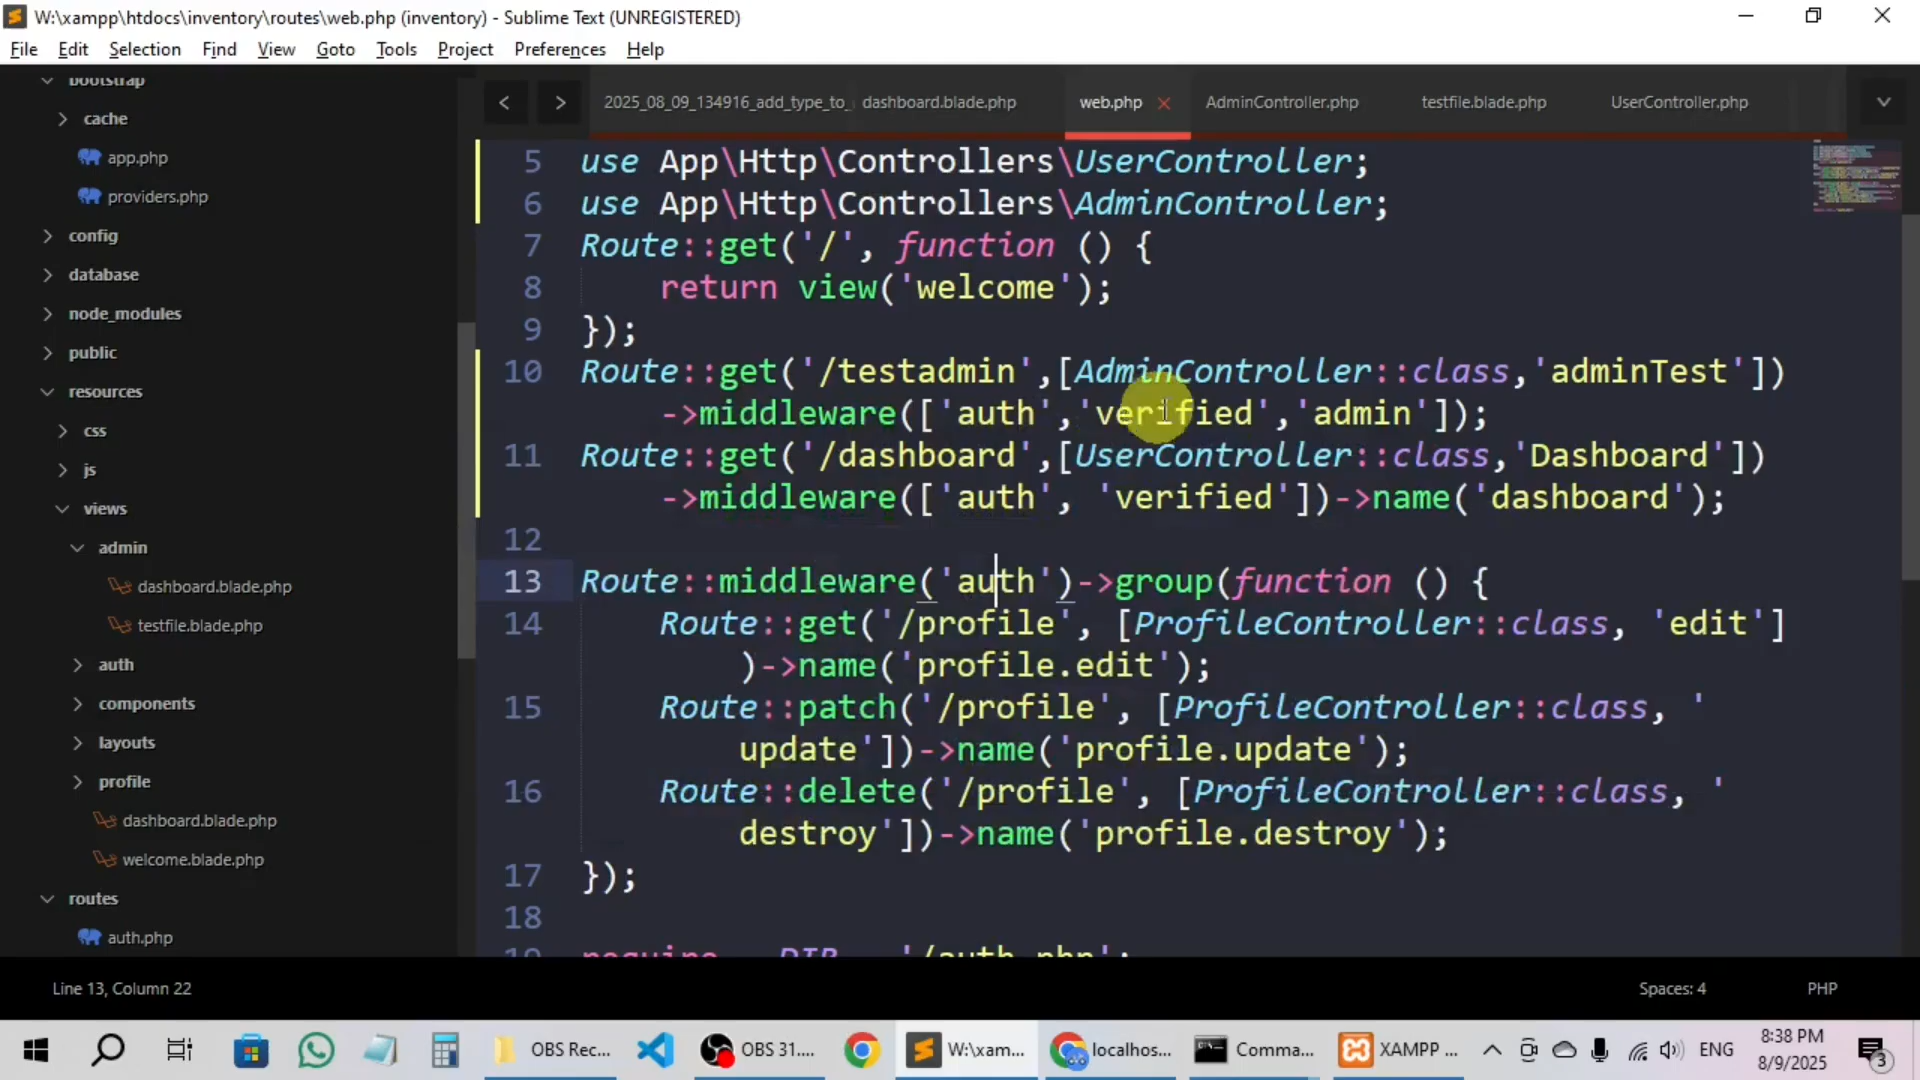 W:\xampp\htdocs\inventory\routes\web.php (inventory) - Sublime Text (UNREGISTERED)
File Edit Selection Find View Goto Tools Project Preferences Help
bootstrap
cache
app.php
providers.php
config
database
node_modules
public
resources
css
js
views
admin
dashboard.blade.php
testfile.blade.php
auth
components
layouts
profile
dashboard.blade.php
welcome.blade.php
routes
auth.php
2025_08_09_134916_add_type_to_ dashboard.blade.php web.php AdminController.php testfile.blade.php UserController.php
5 use App\Http\Controllers\UserController;
6 use App\Http\Controllers\AdminController;
7 Route::get('/', function () {
8 return view('welcome');
9 });
10 Route::get('/testadmin',[AdminController::class,'adminTest'])
->middleware(['auth','verified','admin']);
11 Route::get('/dashboard',[UserController::class,'Dashboard'])
->middleware(['auth', 'verified'])->name('dashboard');
12
13 Route::middleware('auth')->group(function () {
14 Route::get('/profile', [ProfileController::class, 'edit']
)->name('profile.edit');
15 Route::patch('/profile', [ProfileController::class, '
update'])->name('profile.update');
16 Route::delete('/profile', [ProfileController::class, '
destroy'])->name('profile.destroy');
17 });
18
19 require __DIR__.'/auth.php';
Line 13, Column 22
Spaces: 4 PHP
OBS Rec... OBS 31.... W:\xam... localhos... Comma... XAMPP ... ENG
8:38 PM
8/9/2025
3